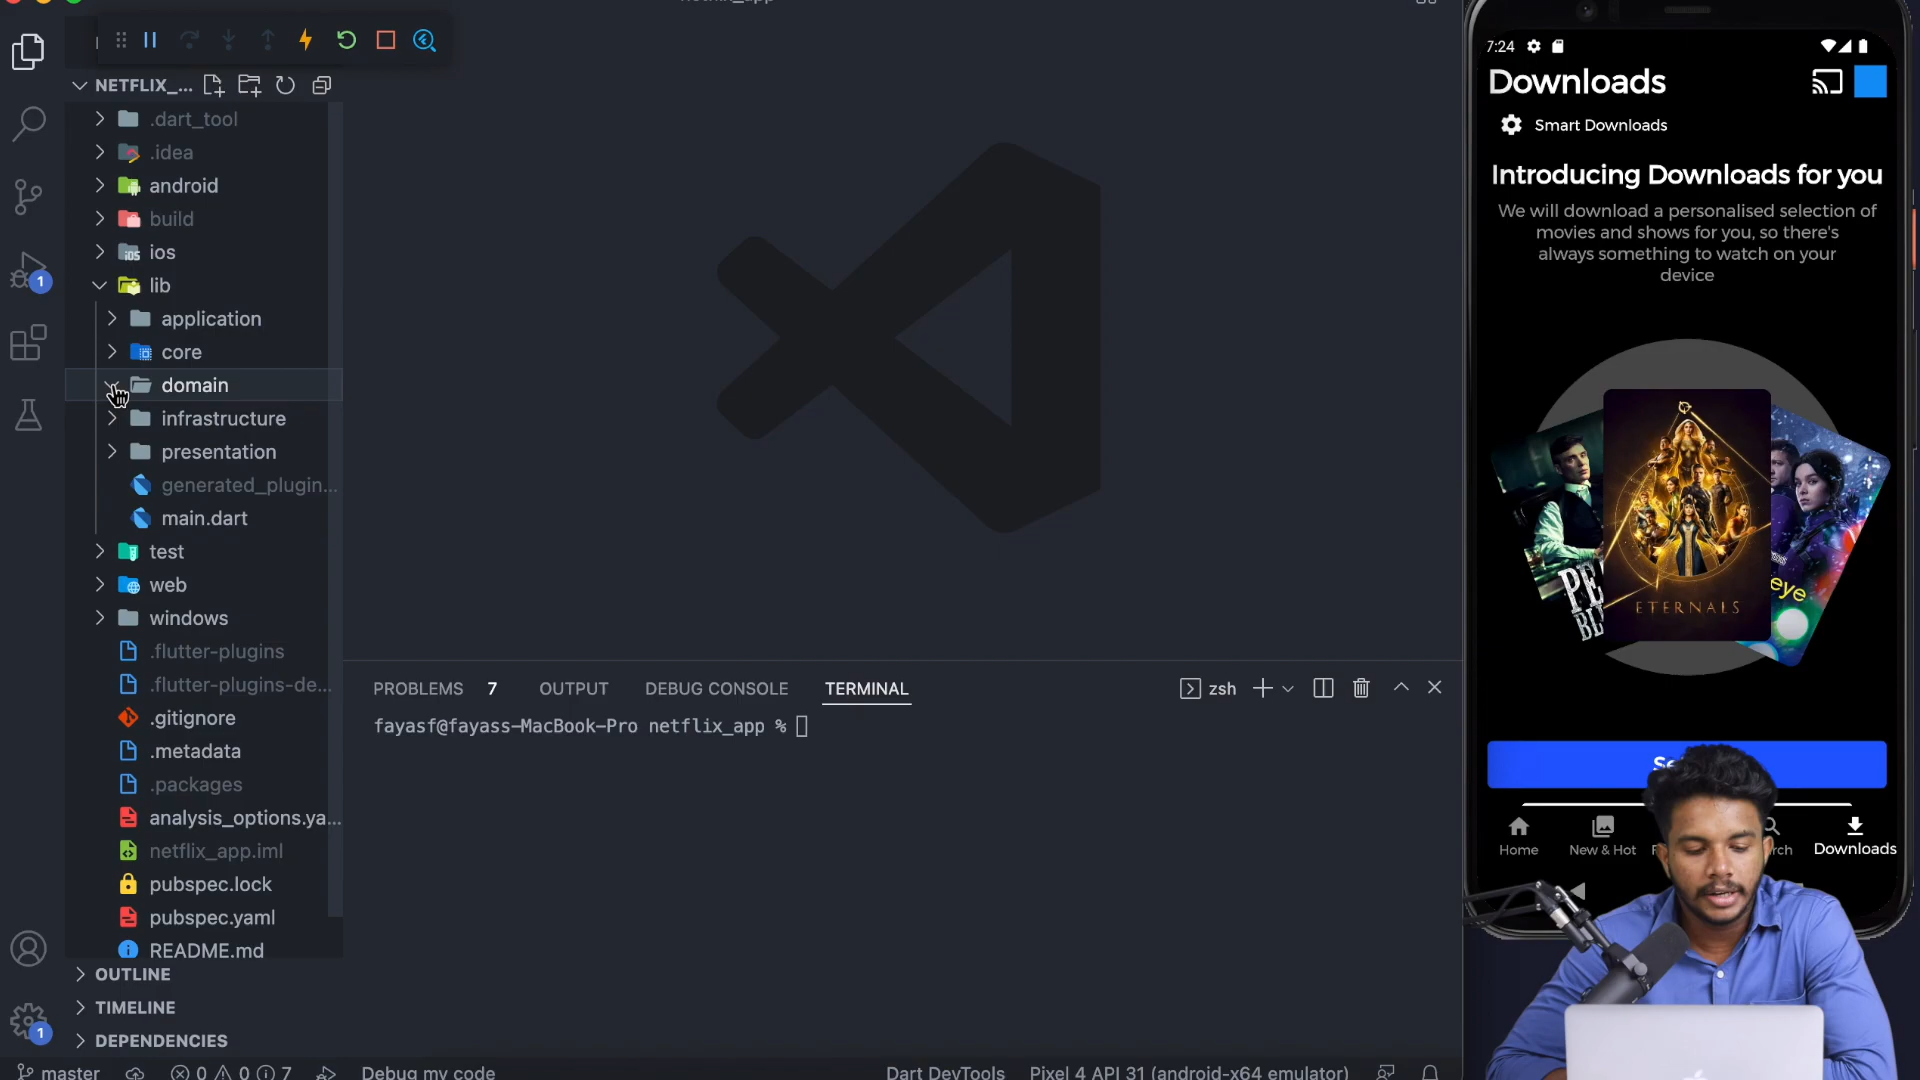 NETFLIX_...
.dart_tool
.idea
android
build
ios
lib
application
core
domain
infrastructure
presentation
generated_plugin...
main.dart
test
web
windows
.flutter-plugins
.flutter-plugins-de...
.gitignore
.metadata
.packages
analysis_options.ya...
netflix_app.iml
pubspec.lock
pubspec.yaml
README.md
OUTLINE
TIMELINE
DEPENDENCIES
1
1
PROBLEMS 7 OUTPUT DEBUG CONSOLE TERMINAL
zsh
fayasf@fayass-MacBook-Pro netflix_app %
master 0 0 7 Debug my code
Dart DevTools Pixel 4 API 31 (android-x64 emulator)
7:24
Downloads
Smart Downloads
Introducing Downloads for you
We will download a personalised selection of
movies and shows for you, so there's
always something to watch on your
device
ETERNALS
Home New & Hot Downloads